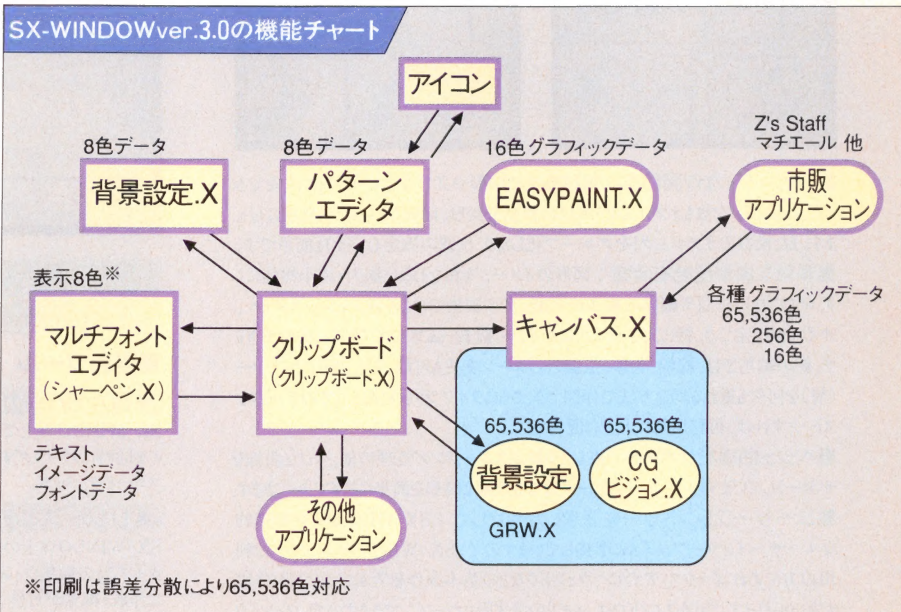 SX-WINDOWver.3.0の機能チャート
アイコン
8色データ
背景設定.X
8色データ
パターン
エディタ
16色グラフィックデータ
EASYPAINT.X
Z's Staff
マチエール 他
市販
アプリケーション
表示8色※
マルチフォント
エディタ
(シャーペン.X)
テキスト
イメージデータ
フォントデータ
クリップボード
(クリップボード.X)
キャンバス.X
各種グラフィックデータ
65,536色
256色
16色
65,536色
背景設定
GRW.X
65,536色
CG
ビジョン.X
その他
アプリケーション
※印刷は誤差分散により65,536色対応